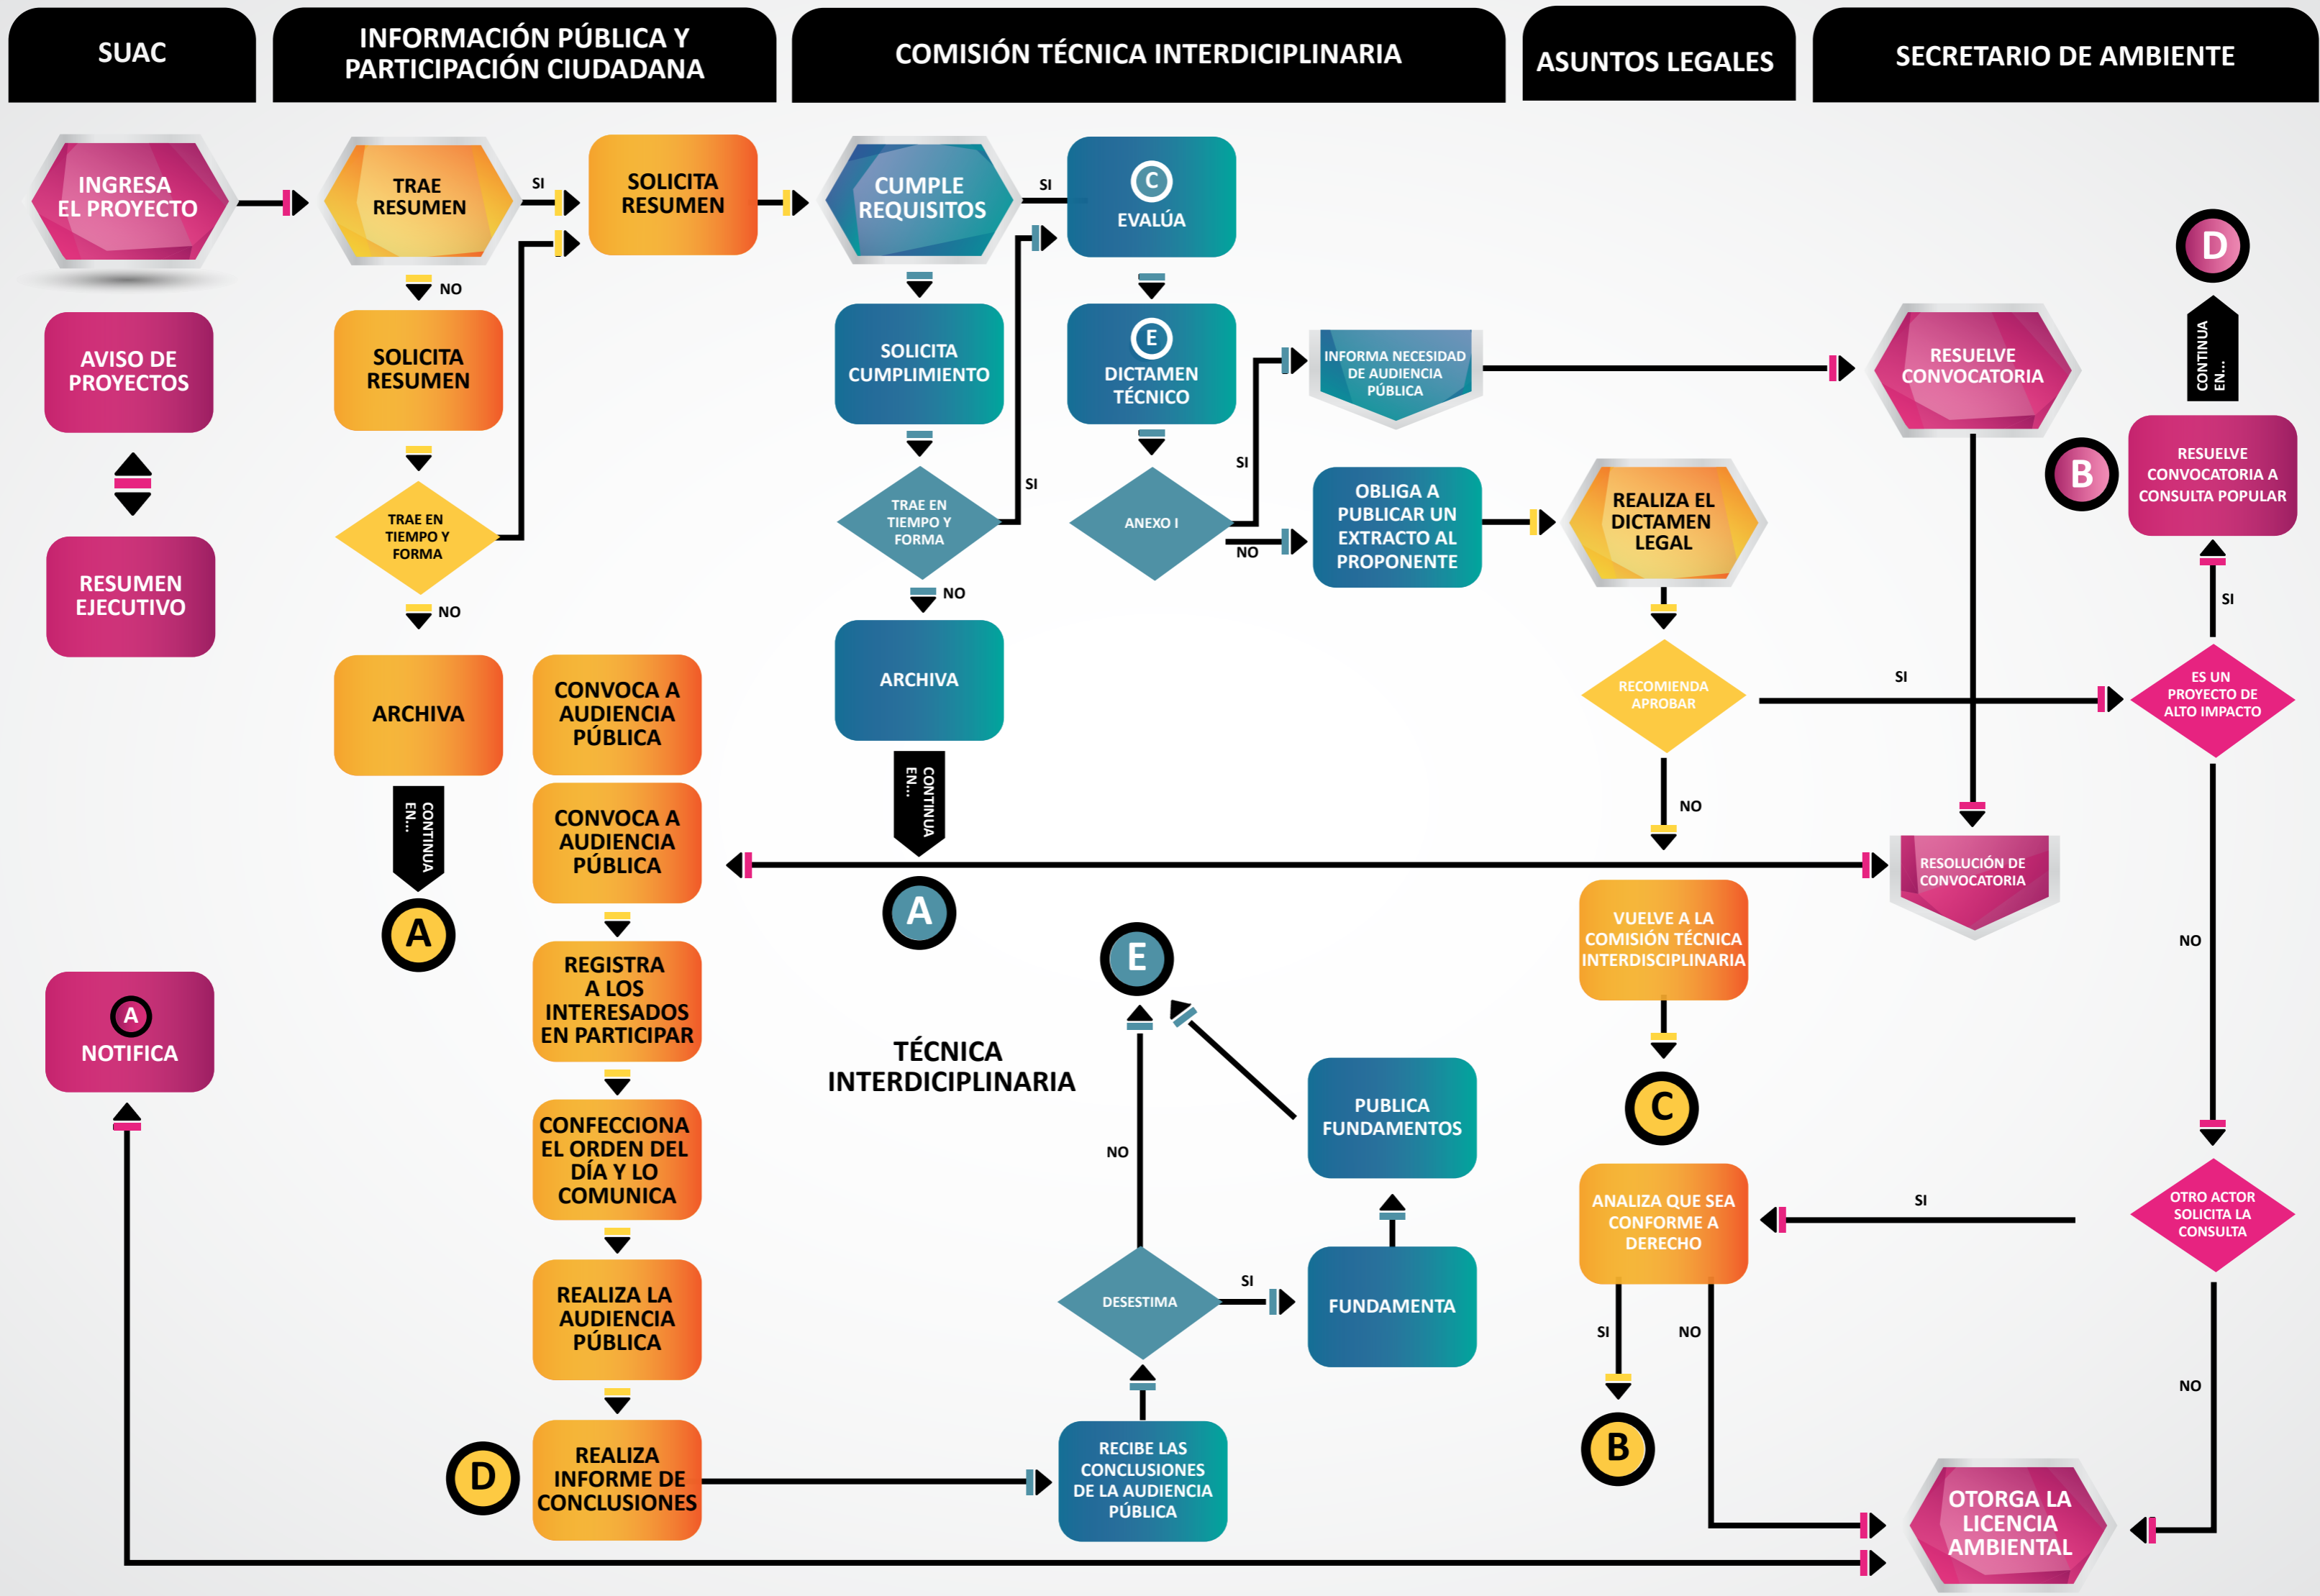 SUAC
INFORMACIÓN PÚBLICA Y
PARTICIPACIÓN CIUDADANA
COMISIÓN TÉCNICA INTERDICIPLINARIA
ASUNTOS LEGALES
SECRETARIO DE AMBIENTE
INGRESA
EL PROYECTO
AVISO DE
PROYECTOS
RESUMEN
EJECUTIVO
A
NOTIFICA
TRAE
RESUMEN
SI
NO
SOLICITA
RESUMEN
SOLICITA
RESUMEN
TRAE EN
TIEMPO Y
FORMA
NO
ARCHIVA
CONTINUA
EN...
A
CONVOCA A
AUDIENCIA
PÚBLICA
CONVOCA A
AUDIENCIA
PÚBLICA
REGISTRA
A LOS
INTERESADOS
EN PARTICIPAR
CONFECCIONA
EL ORDEN DEL
DÍA Y LO
COMUNICA
REALIZA LA
AUDIENCIA
PÚBLICA
D
REALIZA
INFORME DE
CONCLUSIONES
CUMPLE
REQUISITOS
SI
C
EVALÚA
SOLICITA
CUMPLIMIENTO
TRAE EN
TIEMPO Y
FORMA
SI
NO
ARCHIVA
CONTINUA
EN...
A
E
DICTAMEN
TÉCNICO
ANEXO I
SI
NO
INFORMA NECESIDAD
DE AUDIENCIA
PÚBLICA
OBLIGA A
PUBLICAR UN
EXTRACTO AL
PROPONENTE
E
TÉCNICA
INTERDICIPLINARIA
NO
PUBLICA
FUNDAMENTOS
DESESTIMA
SI
FUNDAMENTA
RECIBE LAS
CONCLUSIONES
DE LA AUDIENCIA
PÚBLICA
REALIZA EL
DICTAMEN
LEGAL
RECOMIENDA
APROBAR
SI
NO
VUELVE A LA
COMISIÓN TÉCNICA
INTERDISCIPLINARIA
C
ANALIZA QUE SEA
CONFORME A
DERECHO
SI
NO
B
RESUELVE
CONVOCATORIA
RESOLUCIÓN DE
CONVOCATORIA
D
CONTINUA
EN...
B
RESUELVE
CONVOCATORIA A
CONSULTA POPULAR
SI
ES UN
PROYECTO DE
ALTO IMPACTO
NO
OTRO ACTOR
SOLICITA LA
CONSULTA
SI
NO
OTORGA LA
LICENCIA
AMBIENTAL